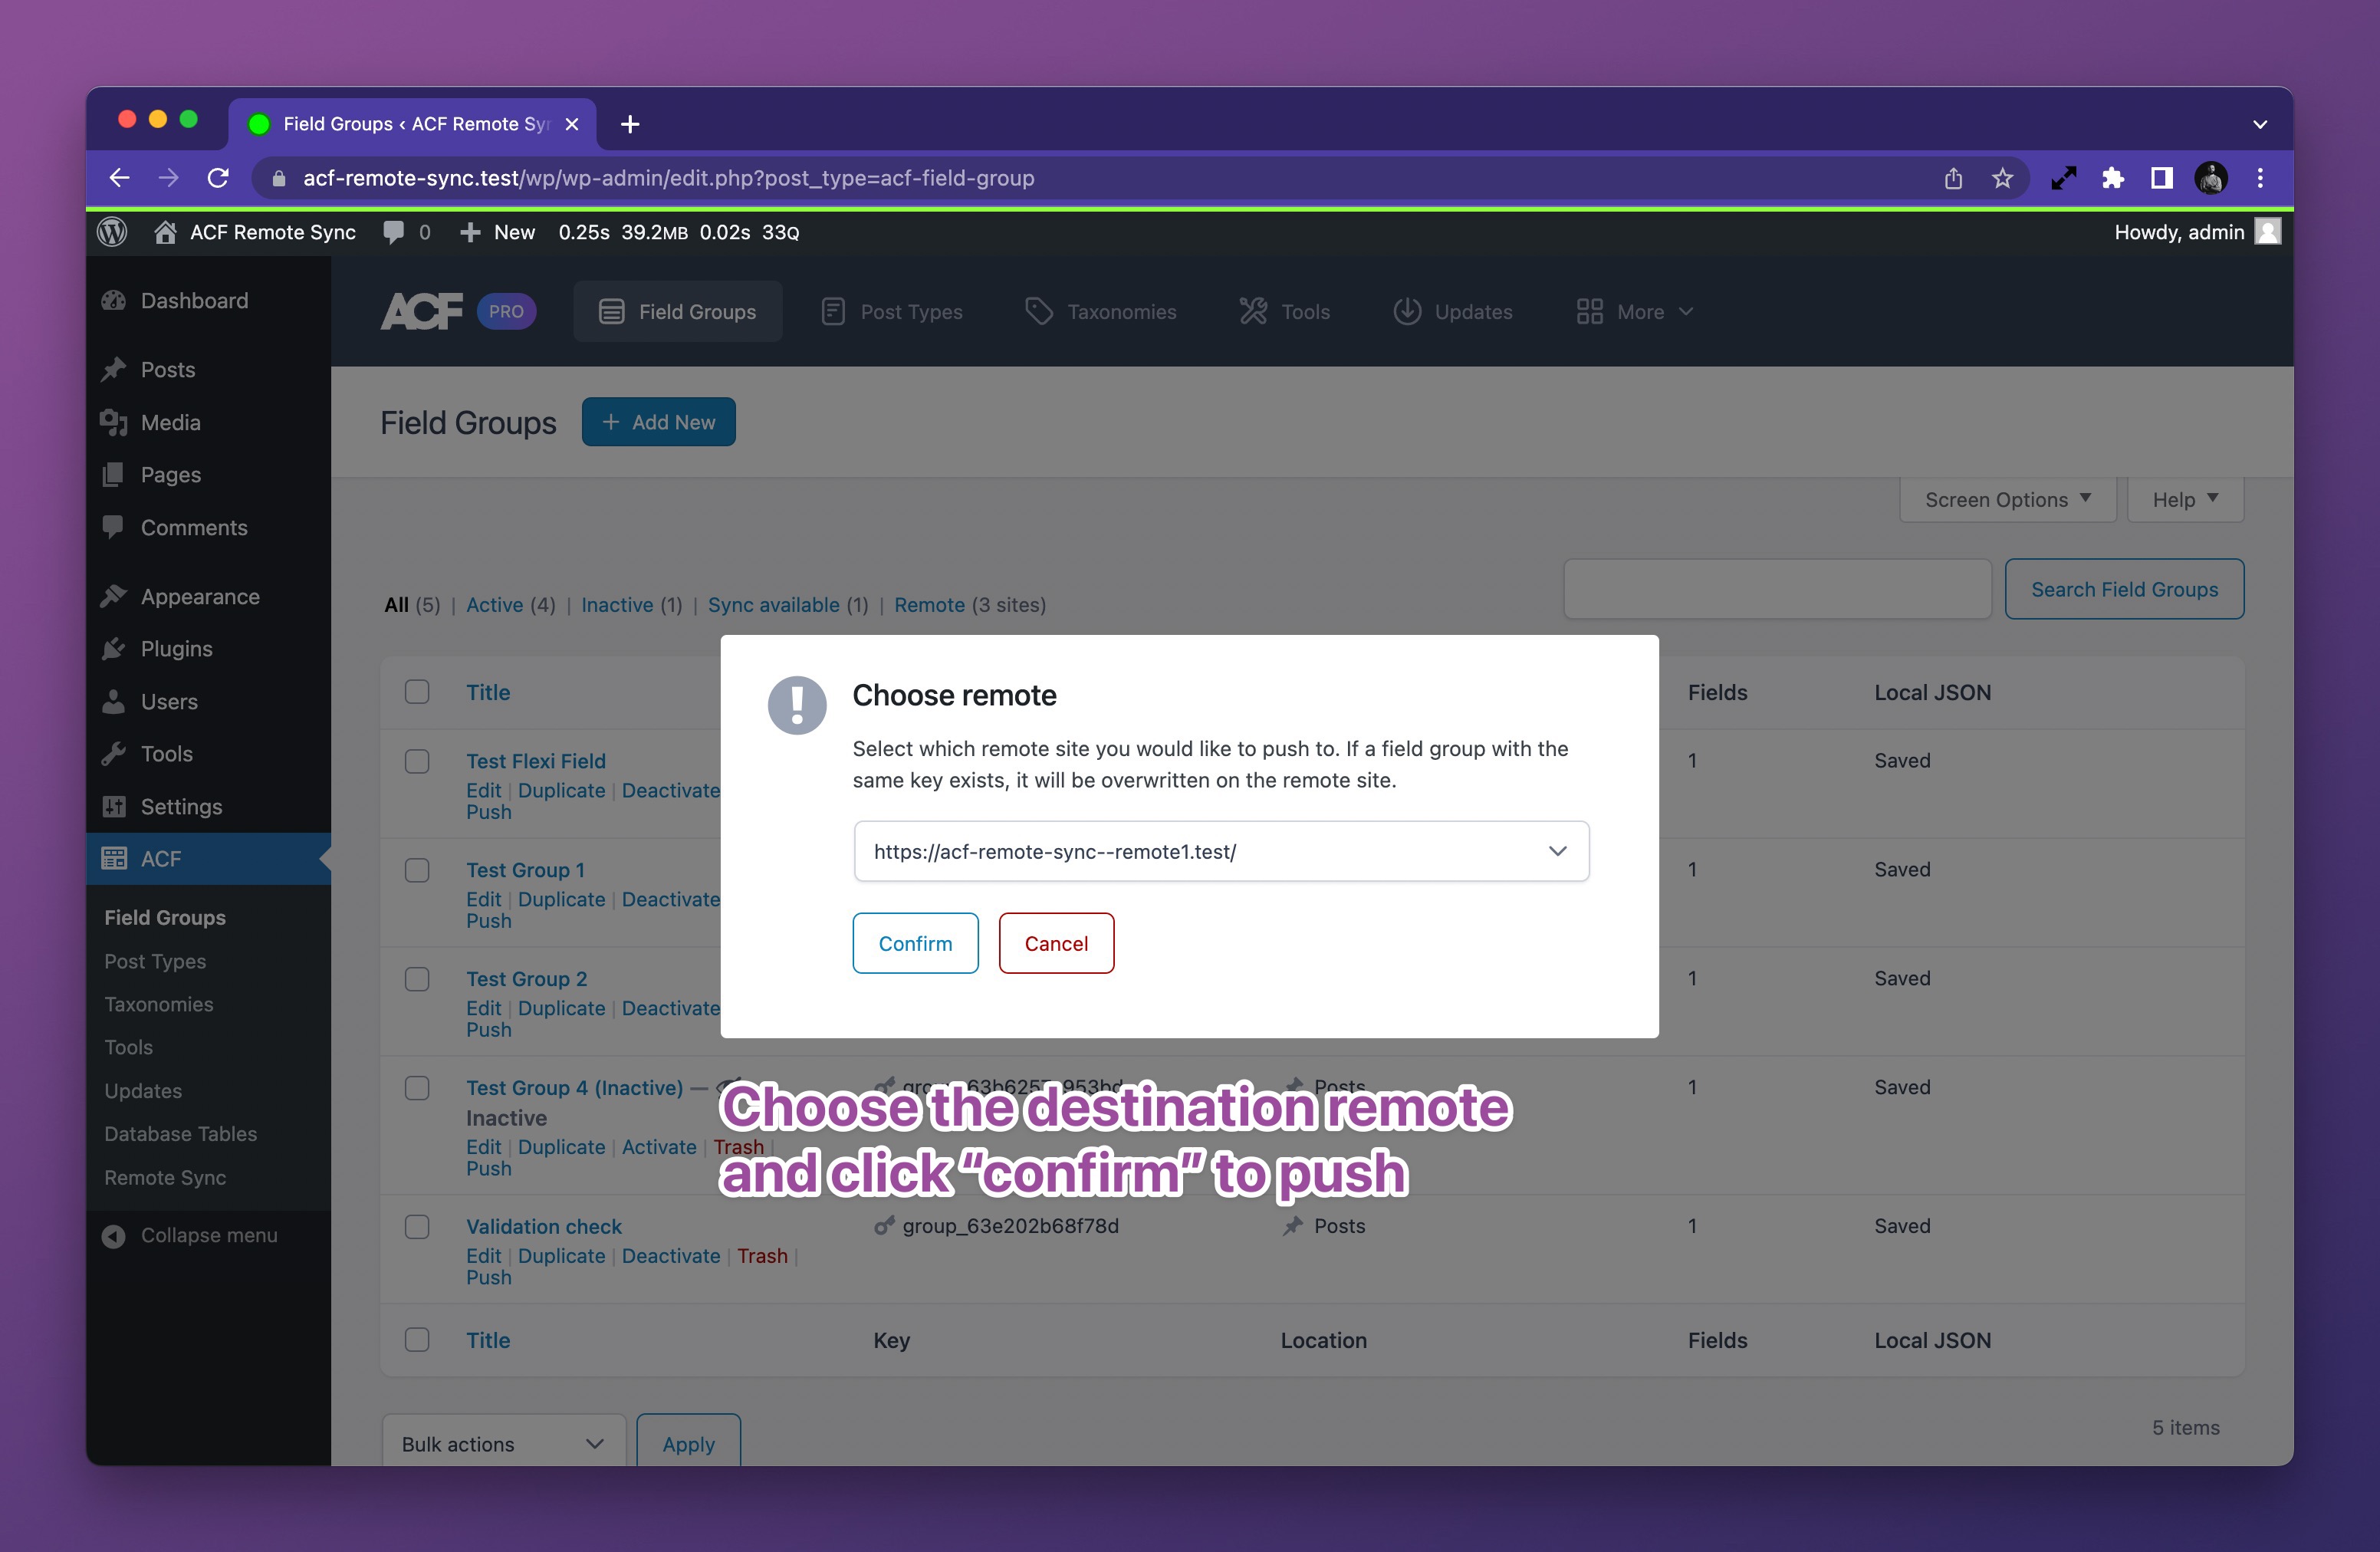 Field Groups ‹ ACF Remote Syn
acf-remote-sync.test/wp/wp-admin/edit.php?post_type=acf-field-group
ACF Remote Sync 0 New 0.25s 39.2MB 0.02s 33Q Howdy, admin
Dashboard
Posts
Media
Pages
Comments
Appearance
Plugins
Users
Tools
Settings
ACF
Field Groups
Post Types
Taxonomies
Tools
Updates
Database Tables
Remote Sync
Collapse menu
ACF PRO Field Groups Post Types Taxonomies Tools Updates More
Field Groups + Add New
Screen Options Help
All (5) | Active (4) | Inactive (1) | Sync available (1) | Remote (3 sites)
Search Field Groups
Title Fields Local JSON
Test Flexi Field 1 Saved
Edit | Duplicate | Deactivate
Push
Test Group 1 1 Saved
Edit | Duplicate | Deactivate
Push
Test Group 2 1 Saved
Edit | Duplicate | Deactivate
Push
Choose remote
Select which remote site you would like to push to. If a field group with the
same key exists, it will be overwritten on the remote site.
https://acf-remote-sync--remote1.test/
Confirm Cancel
Test Group 4 (Inactive) — Posts 1 Saved
Inactive
Edit | Duplicate | Activate | Trash |
Push
Choose the destination remote
and click “confirm” to push
Validation check group_63e202b68f78d Posts 1 Saved
Edit | Duplicate | Deactivate | Trash |
Push
Title Key Location Fields Local JSON
Bulk actions Apply
5 items